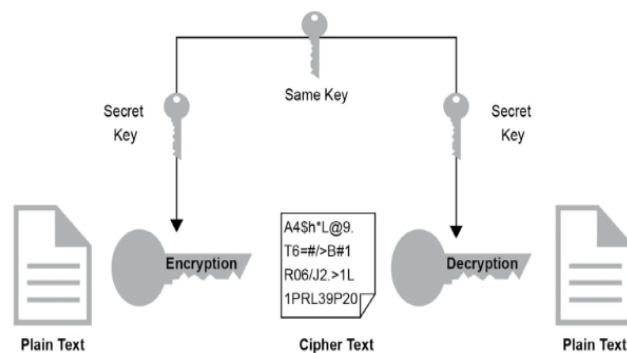 Same Key
Secret
Key
Secret
Key
Encryption
A4$h*L@9.
T6=#/>B#1
R06/J2.>1L
1PRL39P20
Decryption
Plain Text
Cipher Text
Plain Text